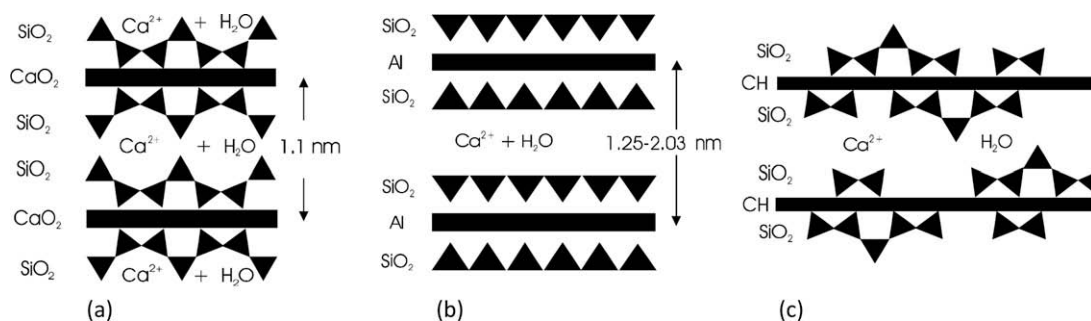 SiO₂ Ca²⁺ + H₂O
CaO₂
SiO₂
Ca²⁺ + H₂O 1.1 nm
SiO₂
CaO₂
SiO₂ Ca²⁺ + H₂O
(a)
SiO₂
Al
SiO₂
Ca²⁺ + H₂O 1.25-2.03 nm
SiO₂
Al
SiO₂
(b)
SiO₂
CH
SiO₂
Ca²⁺ H₂O
SiO₂
CH
SiO₂
(c)